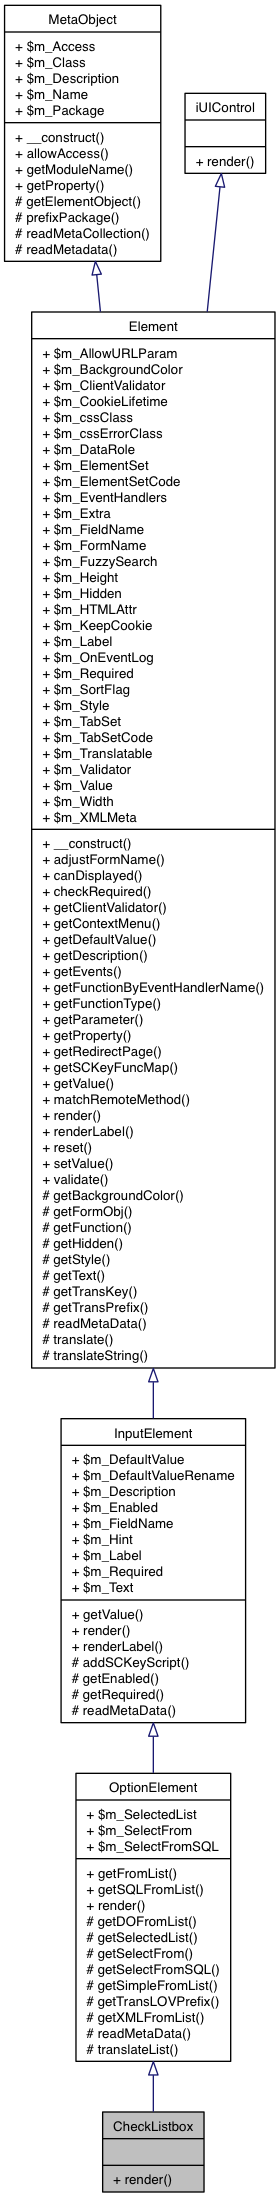 MetaObject
+ $m_Access
+ $m_Class
+ $m_Description
+ $m_Name
+ $m_Package
+ __construct()
+ allowAccess()
+ getModuleName()
+ getProperty()
# getElementObject()
# prefixPackage()
# readMetaCollection()
# readMetadata()
iUIControl
+ render()
Element
+ $m_AllowURLParam
+ $m_BackgroundColor
+ $m_ClientValidator
+ $m_CookieLifetime
+ $m_cssClass
+ $m_cssErrorClass
+ $m_DataRole
+ $m_ElementSet
+ $m_ElementSetCode
+ $m_EventHandlers
+ $m_Extra
+ $m_FieldName
+ $m_FormName
+ $m_FuzzySearch
+ $m_Height
+ $m_Hidden
+ $m_HTMLAttr
+ $m_KeepCookie
+ $m_Label
+ $m_OnEventLog
+ $m_Required
+ $m_SortFlag
+ $m_Style
+ $m_TabSet
+ $m_TabSetCode
+ $m_Translatable
+ $m_Validator
+ $m_Value
+ $m_Width
+ $m_XMLMeta
+ __construct()
+ adjustFormName()
+ canDisplayed()
+ checkRequired()
+ getClientValidator()
+ getContextMenu()
+ getDefaultValue()
+ getDescription()
+ getEvents()
+ getFunctionByEventHandlerName()
+ getFunctionType()
+ getParameter()
+ getProperty()
+ getRedirectPage()
+ getSCKeyFuncMap()
+ getValue()
+ matchRemoteMethod()
+ render()
+ renderLabel()
+ reset()
+ setValue()
+ validate()
# getBackgroundColor()
# getFormObj()
# getFunction()
# getHidden()
# getStyle()
# getText()
# getTransKey()
# getTransPrefix()
# readMetaData()
# translate()
# translateString()
InputElement
+ $m_DefaultValue
+ $m_DefaultValueRename
+ $m_Description
+ $m_Enabled
+ $m_FieldName
+ $m_Hint
+ $m_Label
+ $m_Required
+ $m_Text
+ getValue()
+ render()
+ renderLabel()
# addSCKeyScript()
# getEnabled()
# getRequired()
# readMetaData()
OptionElement
+ $m_SelectedList
+ $m_SelectFrom
+ $m_SelectFromSQL
+ getFromList()
+ getSQLFromList()
+ render()
# getDOFromList()
# getSelectedList()
# getSelectFrom()
# getSelectFromSQL()
# getSimpleFromList()
# getTransLOVPrefix()
# getXMLFromList()
# readMetaData()
# translateList()
CheckListbox
+ render()